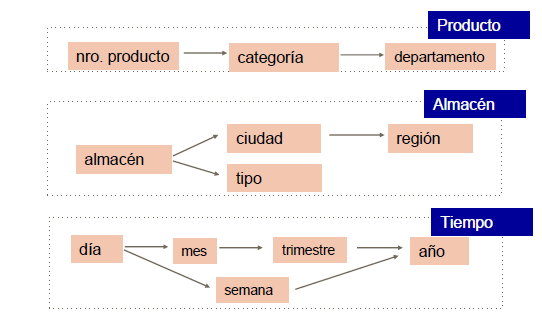 Producto
nro. producto
categoría
departamento
Almacén
almacén
ciudad
región
tipo
Tiempo
día
mes
trimestre
año
semana